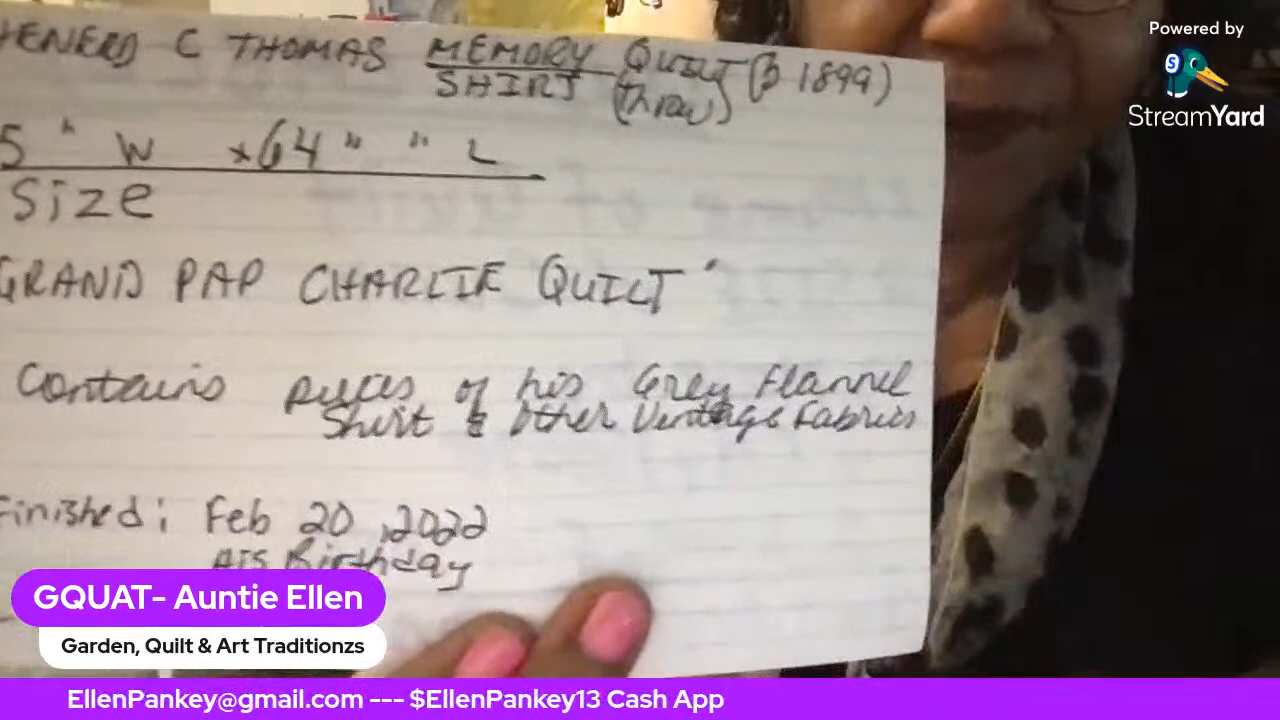 HENERD C THOMAS MEMORY QUILT (B 1899)
SHIRT (throw)
5 " W x 64 " " L
Size
GRAND PAP CHARLIE QUILT "
Contains pieces of his Grey Flannel
Shirt & Other Vintage Fabrics
Finished: Feb 20, 2022
His Birthday
GQUAT- Auntie Ellen
Garden, Quilt & Art Traditionzs
EllenPankey@gmail.com --- $EllenPankey13 Cash App
Powered by
StreamYard